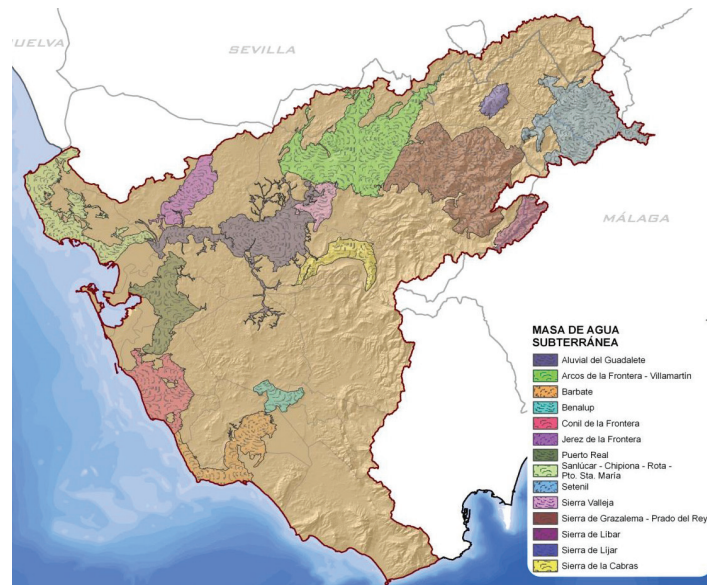 HUELVA
SEVILLA
MÁLAGA
MASA DE AGUA
SUBTERRÁNEA
Aluvial del Guadalete
Arcos de la Frontera - Villamartín
Barbate
Benalup
Conil de la Frontera
Jerez de la Frontera
Puerto Real
Sanlúcar - Chipiona - Rota -
Pto. Sta. María
Setenil
Sierra Valleja
Sierra de Grazalema - Prado del Rey
Sierra de Líbar
Sierra de Líjar
Sierra de la Cabras